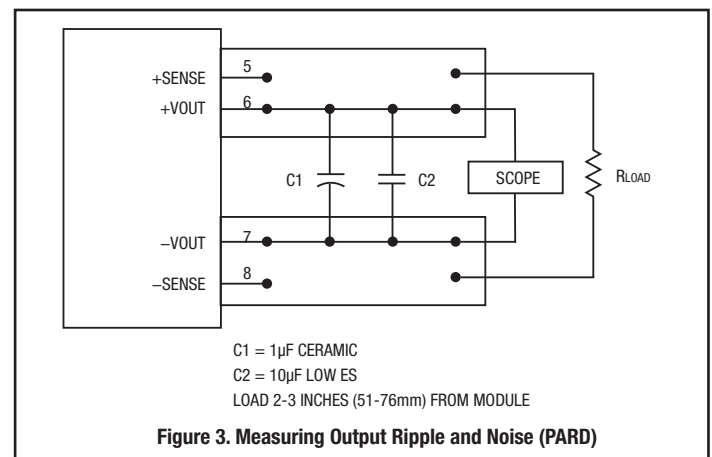 +SENSE 5
+VOUT 6
C1 C2 SCOPE RLOAD
−VOUT 7
−SENSE 8
C1 = 1µF CERAMIC
C2 = 10µF LOW ES
LOAD 2-3 INCHES (51-76mm) FROM MODULE
Figure 3. Measuring Output Ripple and Noise (PARD)